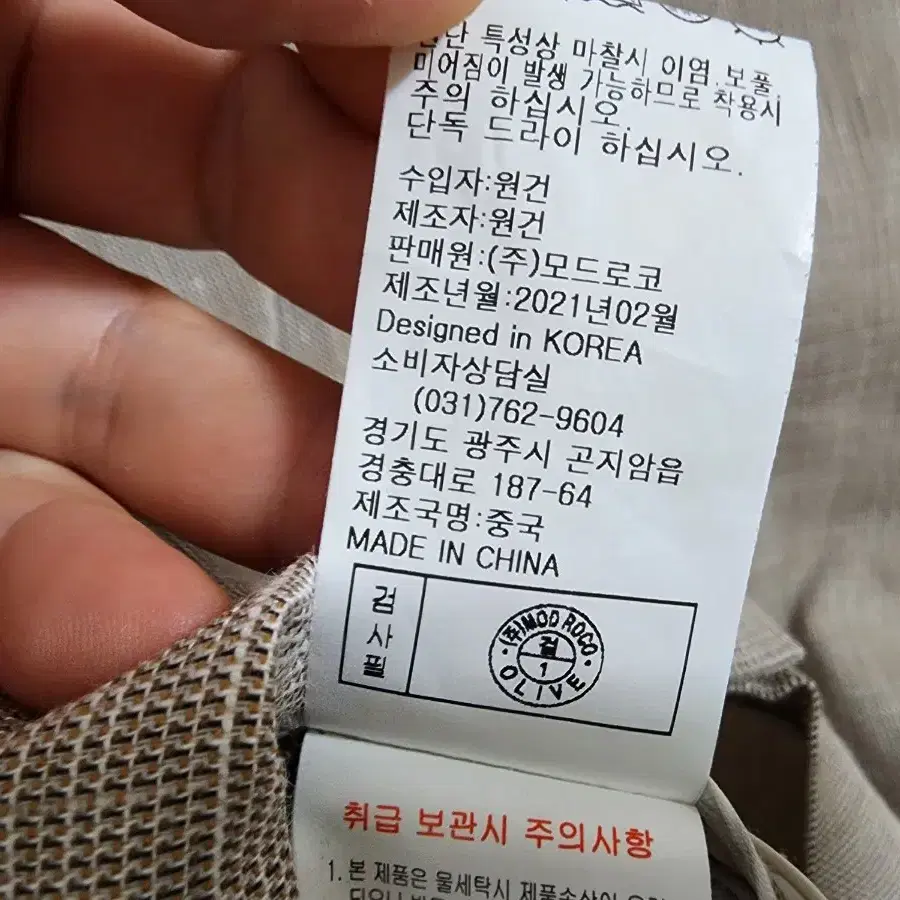 원단 특성상 마찰시 이염.보풀.
미어짐이 발생 가능하므로 착용시
주의 하십시오.
단독 드라이 하십시오.
수입자:원건
제조자:원건
판매원:(주)모드로코
제조년월:2021년02월
Designed in KOREA
소비자상담실
(031)762-9604
경기도 광주시 곤지암읍
경충대로 187-64
제조국명:중국
MADE IN CHINA
검사필
(주)MOD ROCO
검
1
OLIVE
취급 보관시 주의사항
1. 본 제품은 물세탁시 제품손상이